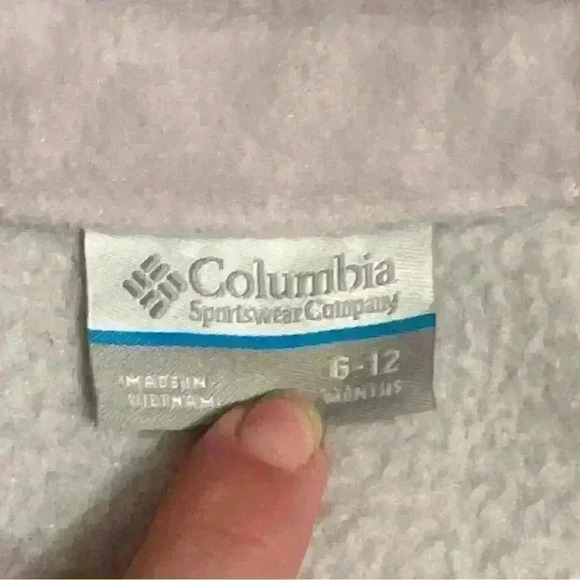 Columbia
Sportswear Company
6-12
MONTHS
MADE IN
VIETNAM